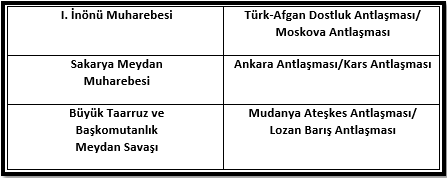 I. İnönü Muharebesi
Türk-Afgan Dostluk Antlaşması/
Moskova Antlaşması
Sakarya Meydan
Muharebesi
Ankara Antlaşması/Kars Antlaşması
Büyük Taarruz ve
Başkomutanlık
Meydan Savaşı
Mudanya Ateşkes Antlaşması/
Lozan Barış Antlaşması